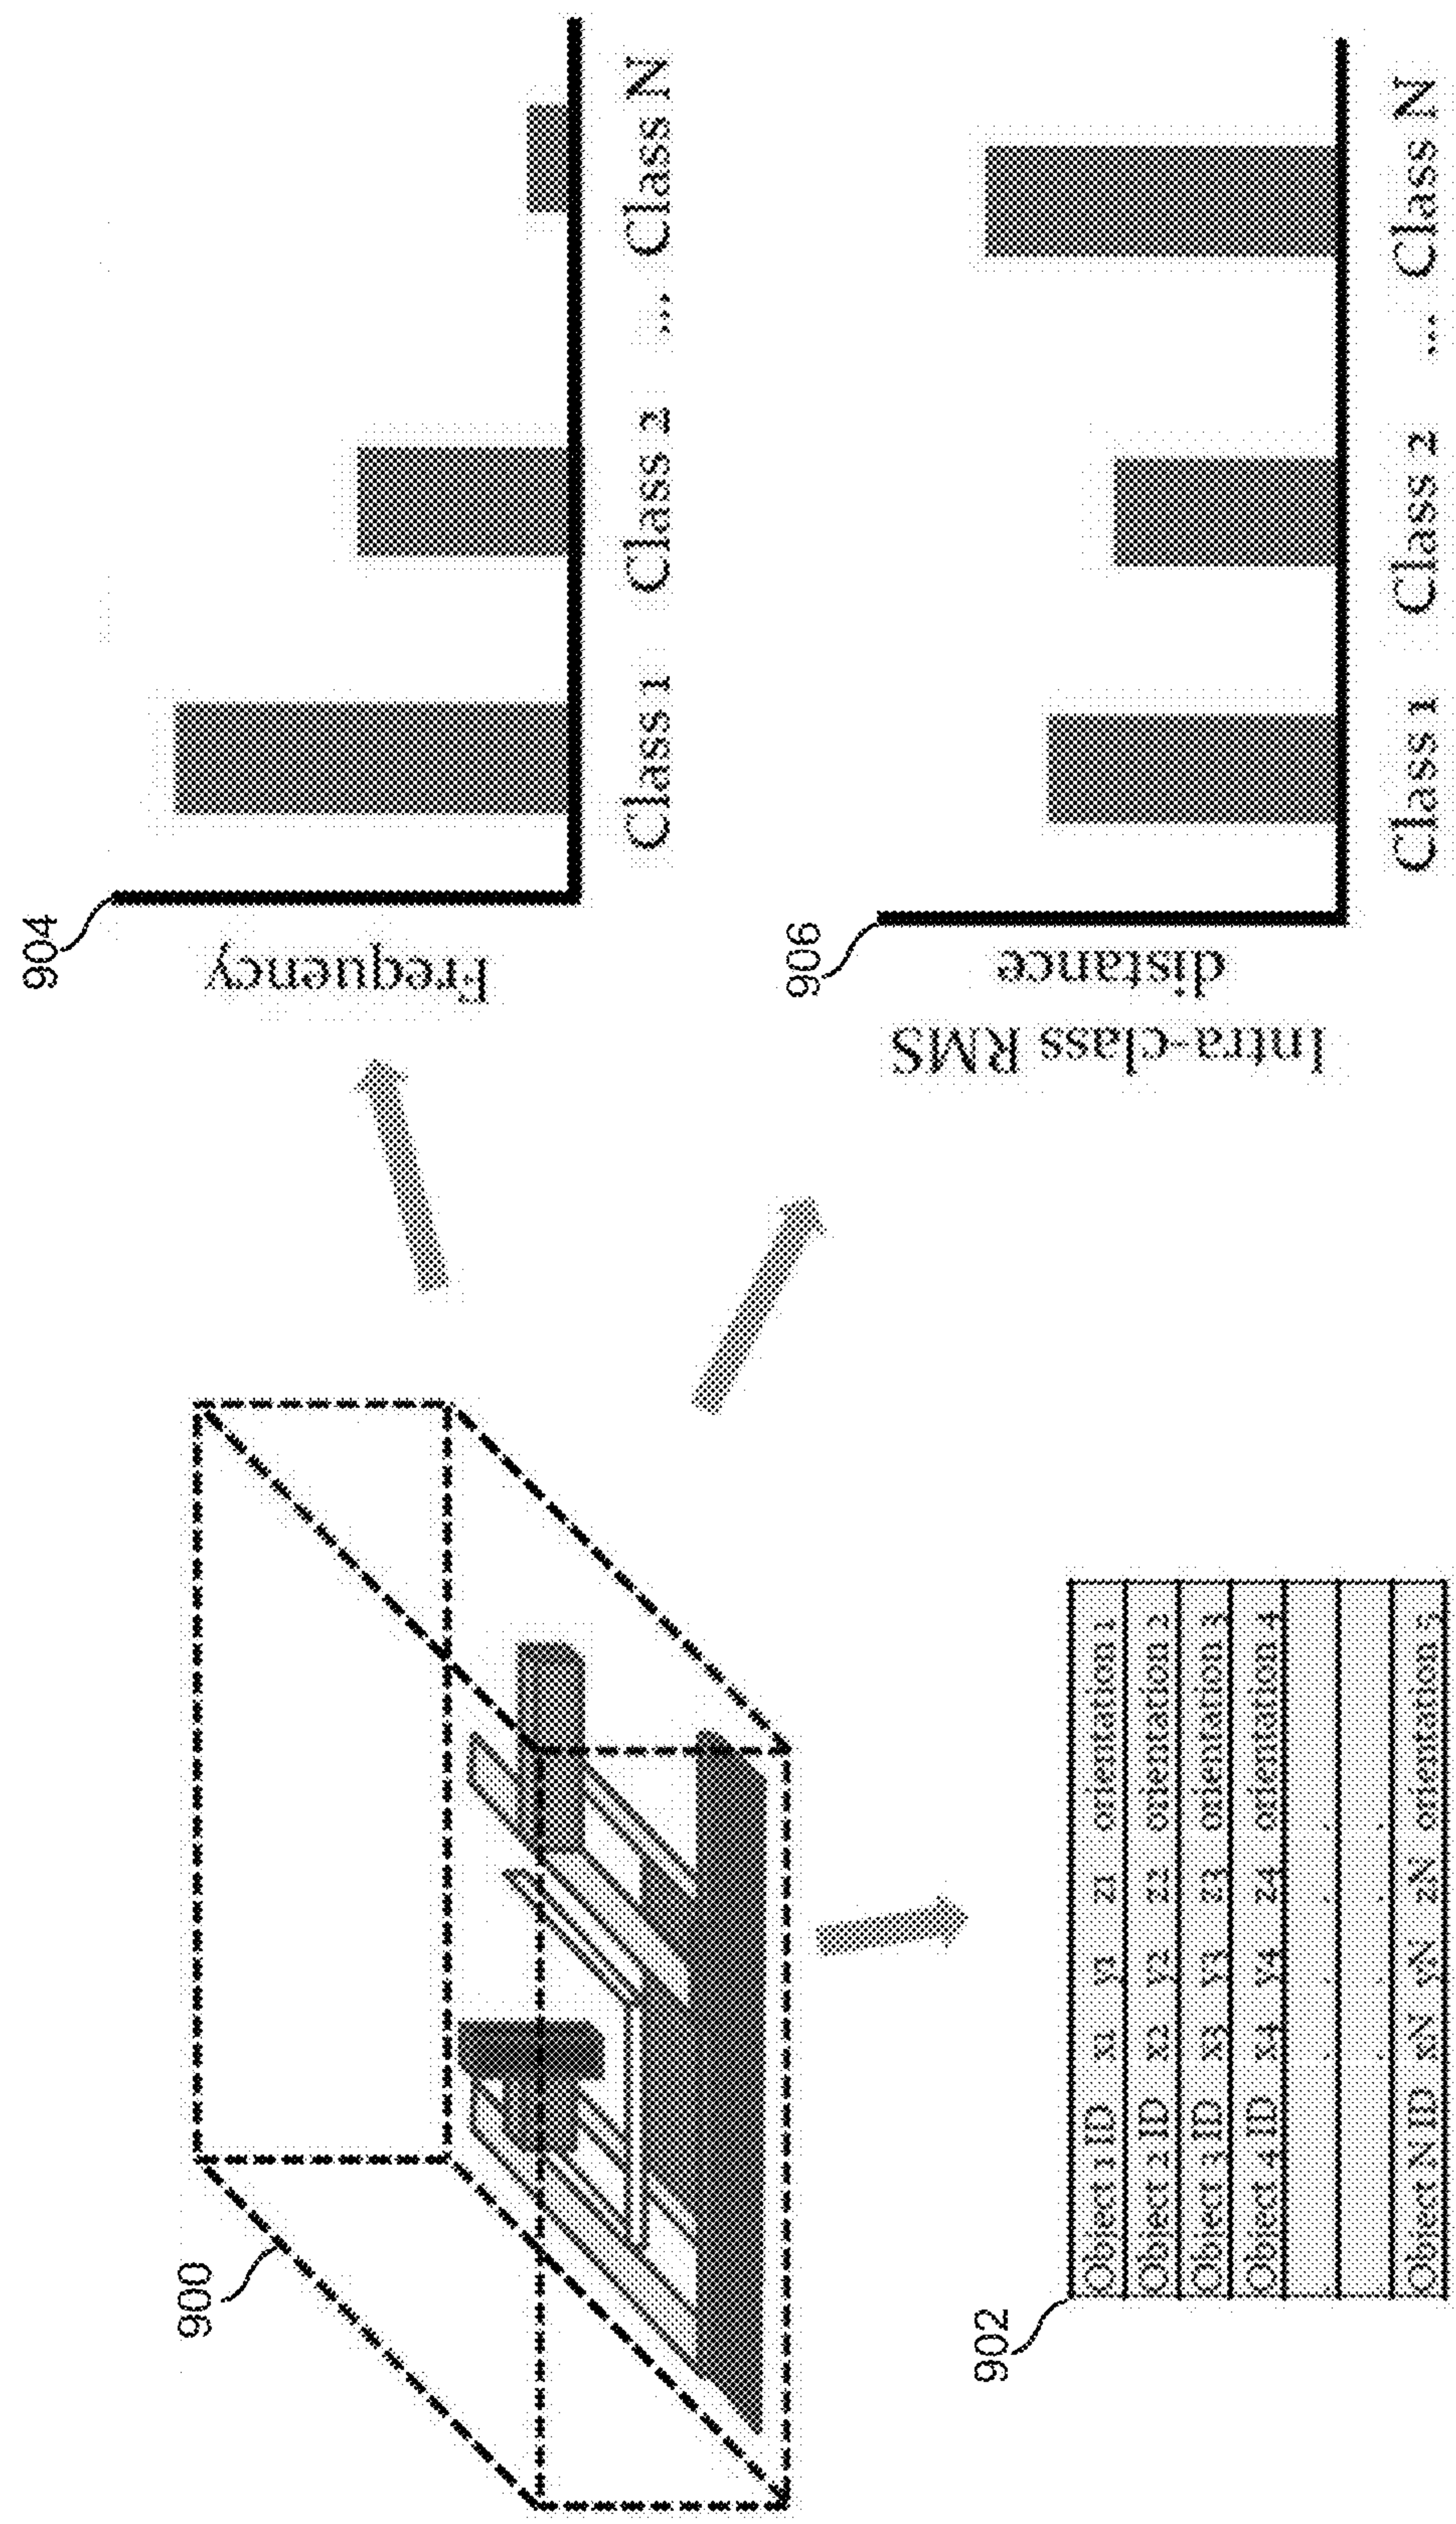 900
902
Object 1 ID x1 y1 z1 orientation 1
Object 2 ID x2 y2 z2 orientation 2
Object 3 ID x3 y3 z3 orientation 3
Object 4 ID x4 y4 z4 orientation 4
. . . .
. . . .
Object N ID xN yN zN orientation 5
904
Frequency
Class 1 Class 2 ... Class N
906
Intra-class RMS
distance
Class 1 Class 2 ... Class N